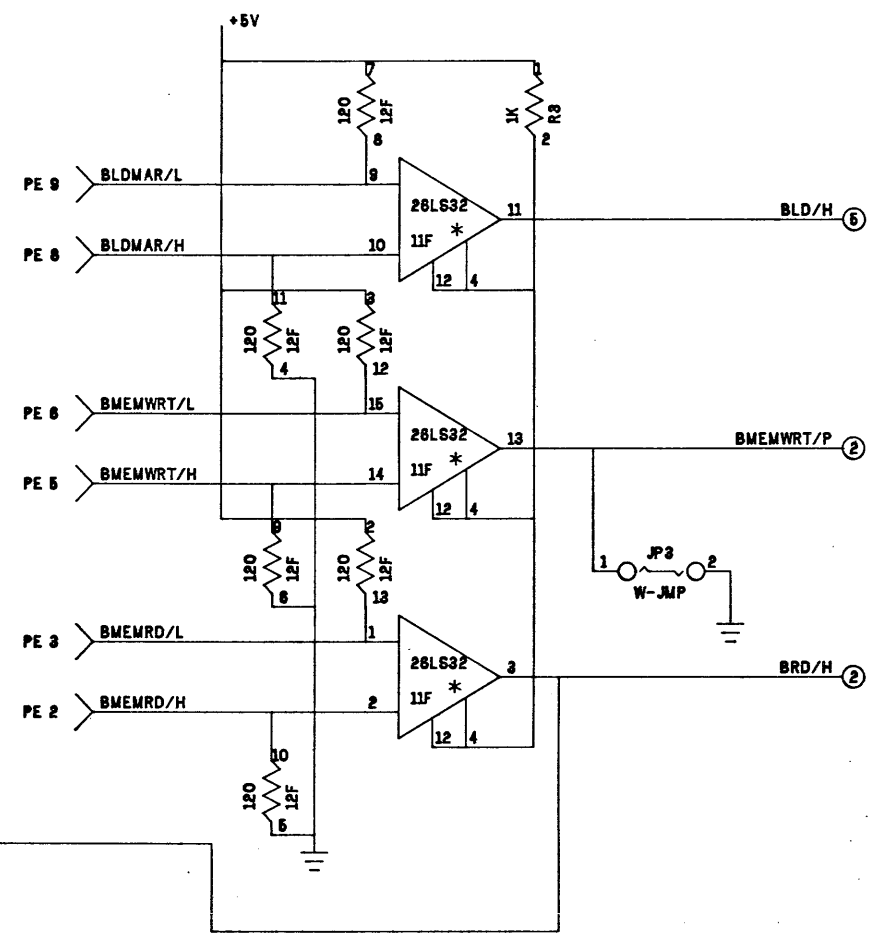 +5V
7
120
12F
8
1
1K
R3
2
PE 9
BLDMAR/L
9
26LS32
11F
*
11
BLD/H
5
PE 8
BLDMAR/H
10
12
4
11
120
12F
4
3
120
12F
12
PE 6
BMEMWRT/L
15
26LS32
11F
*
13
BMEMWRT/P
2
PE 5
BMEMWRT/H
14
12
4
9
120
12F
6
2
120
12F
13
1
JP3
2
W-JMP
PE 3
BMEMRD/L
1
26LS32
11F
*
3
BRD/H
2
PE 2
BMEMRD/H
2
12
4
10
120
12F
5